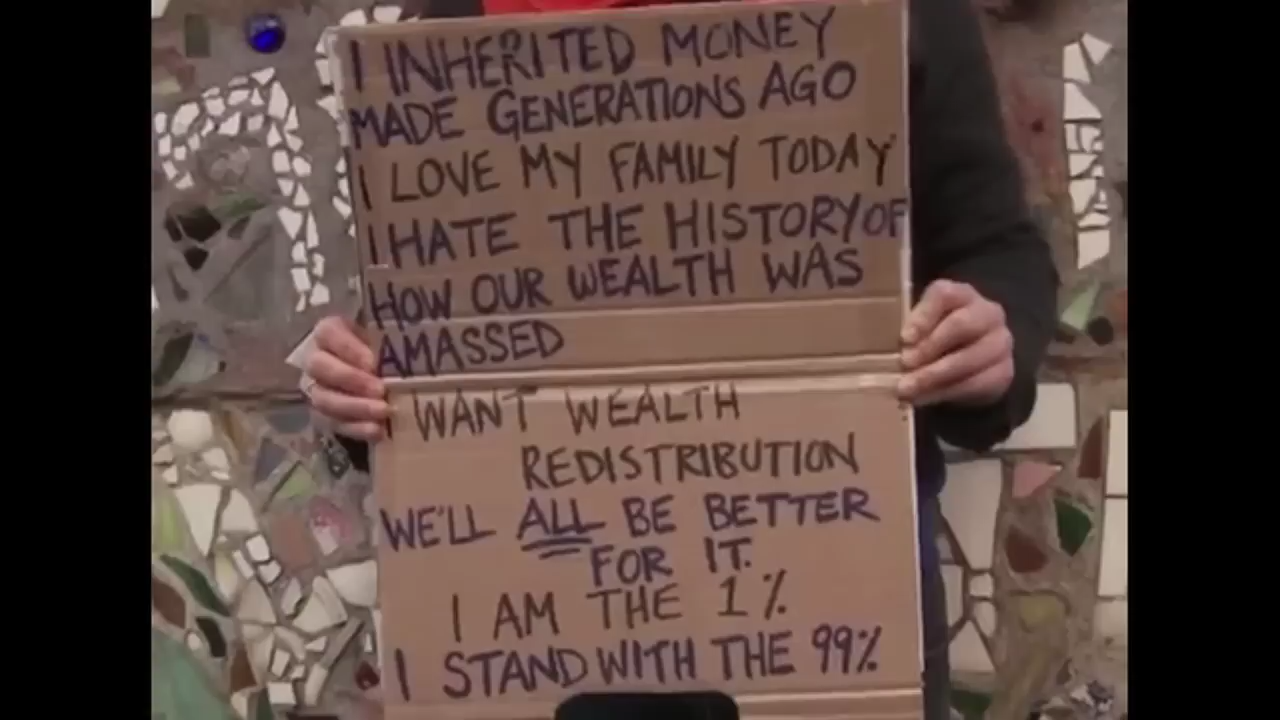 I INHERITED MONEY
MADE GENERATIONS AGO
I LOVE MY FAMILY TODAY
I HATE THE HISTORY OF
HOW OUR WEALTH WAS
AMASSED
I WANT WEALTH
REDISTRIBUTION
WE'LL ALL BE BETTER
FOR IT.
I AM THE 1%
I STAND WITH THE 99%